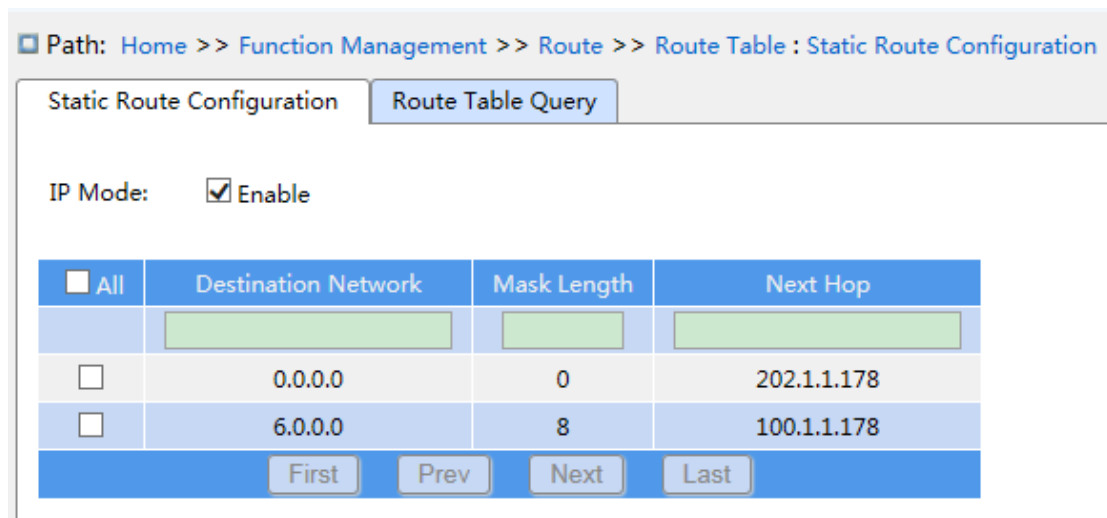 Path: Home >> Function Management >> Route >> Route Table : Static Route Configuration
Static Route Configuration Route Table Query
IP Mode: Enable
All Destination Network Mask Length Next Hop
0.0.0.0 0 202.1.1.178
6.0.0.0 8 100.1.1.178
First Prev Next Last